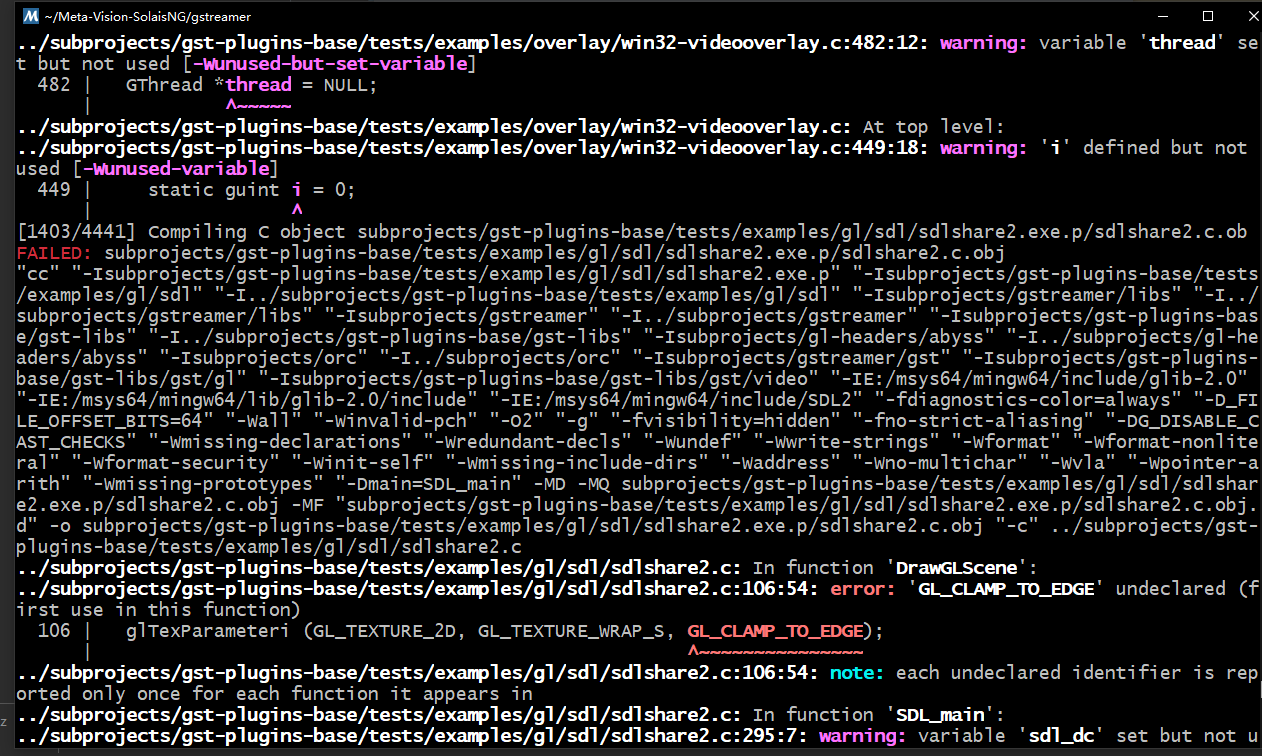 M ~/Meta-Vision-SolaisNG/gstreamer
../subprojects/gst-plugins-base/tests/examples/overlay/win32-videooverlay.c:482:12: warning: variable 'thread' se
t but not used [-Wunused-but-set-variable]
482 | GThread *thread = NULL;
| ^~~~~~
../subprojects/gst-plugins-base/tests/examples/overlay/win32-videooverlay.c: At top level:
../subprojects/gst-plugins-base/tests/examples/overlay/win32-videooverlay.c:449:18: warning: 'i' defined but not
used [-Wunused-variable]
449 | static guint i = 0;
| ^
[1403/4441] Compiling C object subprojects/gst-plugins-base/tests/examples/gl/sdl/sdlshare2.exe.p/sdlshare2.c.ob
FAILED: subprojects/gst-plugins-base/tests/examples/gl/sdl/sdlshare2.exe.p/sdlshare2.c.obj
"cc" "-Isubprojects/gst-plugins-base/tests/examples/gl/sdl/sdlshare2.exe.p" "-Isubprojects/gst-plugins-base/tests
/examples/gl/sdl" "-I../subprojects/gst-plugins-base/tests/examples/gl/sdl" "-Isubprojects/gstreamer/libs" "-I../
subprojects/gstreamer/libs" "-Isubprojects/gstreamer" "-I../subprojects/gstreamer" "-Isubprojects/gst-plugins-bas
e/gst-libs" "-I../subprojects/gst-plugins-base/gst-libs" "-Isubprojects/gl-headers/abyss" "-I../subprojects/gl-he
aders/abyss" "-Isubprojects/orc" "-I../subprojects/orc" "-Isubprojects/gstreamer/gst" "-Isubprojects/gst-plugins-
base/gst-libs/gst/gl" "-Isubprojects/gst-plugins-base/gst-libs/gst/video" "-IE:/msys64/mingw64/include/glib-2.0"
"-IE:/msys64/mingw64/lib/glib-2.0/include" "-IE:/msys64/mingw64/include/SDL2" "-fdiagnostics-color=always" "-D_FI
LE_OFFSET_BITS=64" "-Wall" "-Winvalid-pch" "-O2" "-g" "-fvisibility=hidden" "-fno-strict-aliasing" "-DG_DISABLE_C
AST_CHECKS" "-Wmissing-declarations" "-Wredundant-decls" "-Wundef" "-Wwrite-strings" "-Wformat" "-Wformat-nonlite
ral" "-Wformat-security" "-Winit-self" "-Wmissing-include-dirs" "-Waddress" "-Wno-multichar" "-Wvla" "-Wpointer-a
rith" "-Wmissing-prototypes" "-Dmain=SDL_main" -MD -MQ subprojects/gst-plugins-base/tests/examples/gl/sdl/sdlshar
e2.exe.p/sdlshare2.c.obj -MF "subprojects/gst-plugins-base/tests/examples/gl/sdl/sdlshare2.exe.p/sdlshare2.c.obj.
d" -o subprojects/gst-plugins-base/tests/examples/gl/sdl/sdlshare2.exe.p/sdlshare2.c.obj "-c" ../subprojects/gst-
plugins-base/tests/examples/gl/sdl/sdlshare2.c
../subprojects/gst-plugins-base/tests/examples/gl/sdl/sdlshare2.c: In function 'DrawGLScene':
../subprojects/gst-plugins-base/tests/examples/gl/sdl/sdlshare2.c:106:54: error: 'GL_CLAMP_TO_EDGE' undeclared (f
irst use in this function)
106 | glTexParameteri (GL_TEXTURE_2D, GL_TEXTURE_WRAP_S, GL_CLAMP_TO_EDGE);
| ^~~~~~~~~~~~~~~~
../subprojects/gst-plugins-base/tests/examples/gl/sdl/sdlshare2.c:106:54: note: each undeclared identifier is rep
orted only once for each function it appears in
../subprojects/gst-plugins-base/tests/examples/gl/sdl/sdlshare2.c: In function 'SDL_main':
../subprojects/gst-plugins-base/tests/examples/gl/sdl/sdlshare2.c:295:7: warning: variable 'sdl_dc' set but not u
z